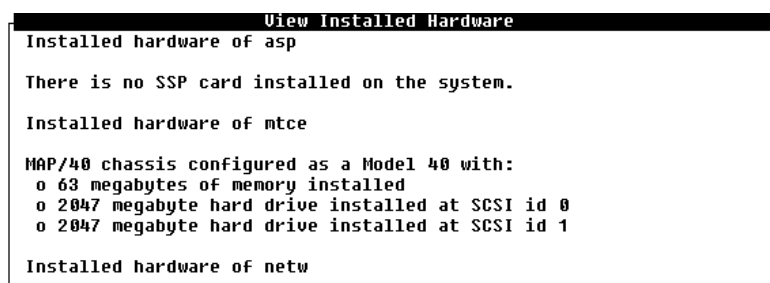 View Installed Hardware
Installed hardware of asp
There is no SSP card installed on the system.
Installed hardware of mtce
MAP/40 chassis configured as a Model 40 with:
o 63 megabytes of memory installed
o 2047 megabyte hard drive installed at SCSI id 0
o 2047 megabyte hard drive installed at SCSI id 1
Installed hardware of netw